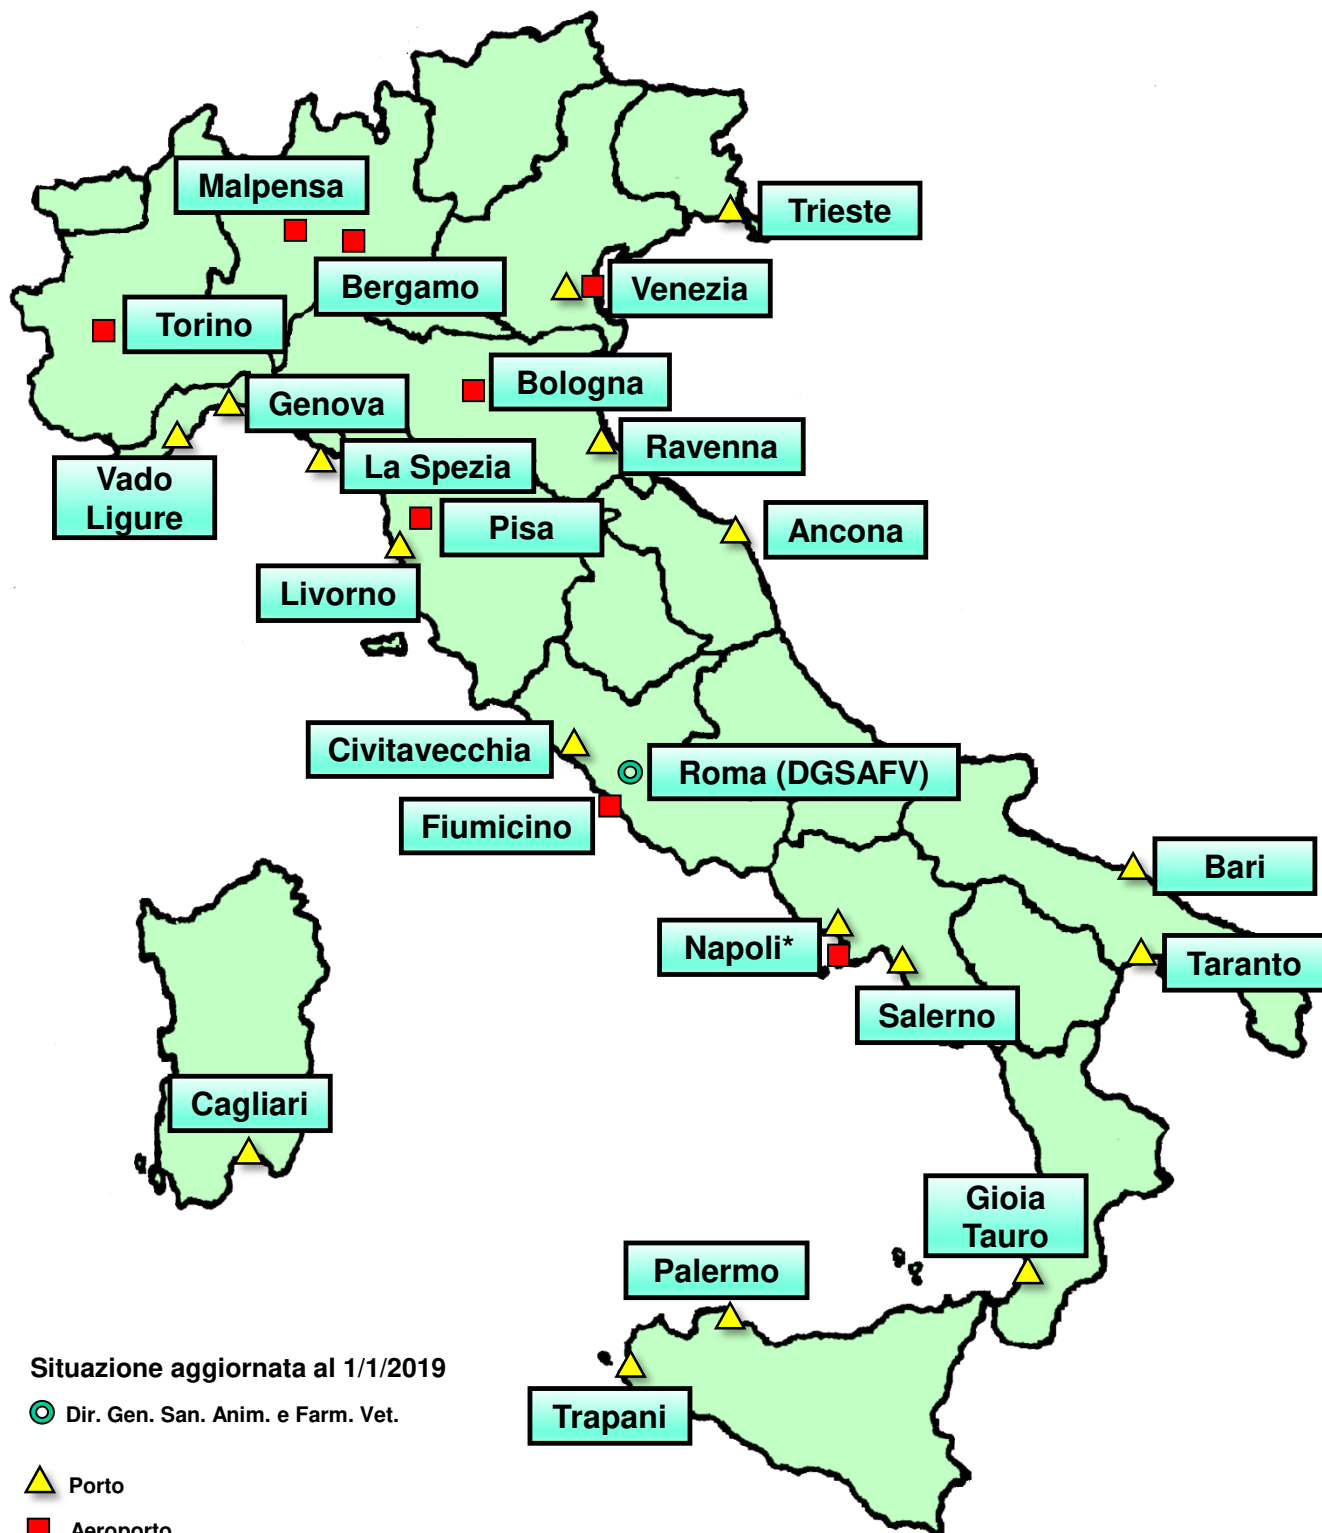 Malpensa
Trieste
Bergamo
Venezia
Torino
Bologna
Genova
Ravenna
La Spezia
Vado
Ligure
Pisa
Ancona
Livorno
Civitavecchia
Roma (DGSAFV)
Fiumicino
Bari
Napoli*
Taranto
Salerno
Cagliari
Gioia
Tauro
Palermo
Trapani
Situazione aggiornata al 1/1/2019
Dir. Gen. San. Anim. e Farm. Vet.
Porto
Aeroporto